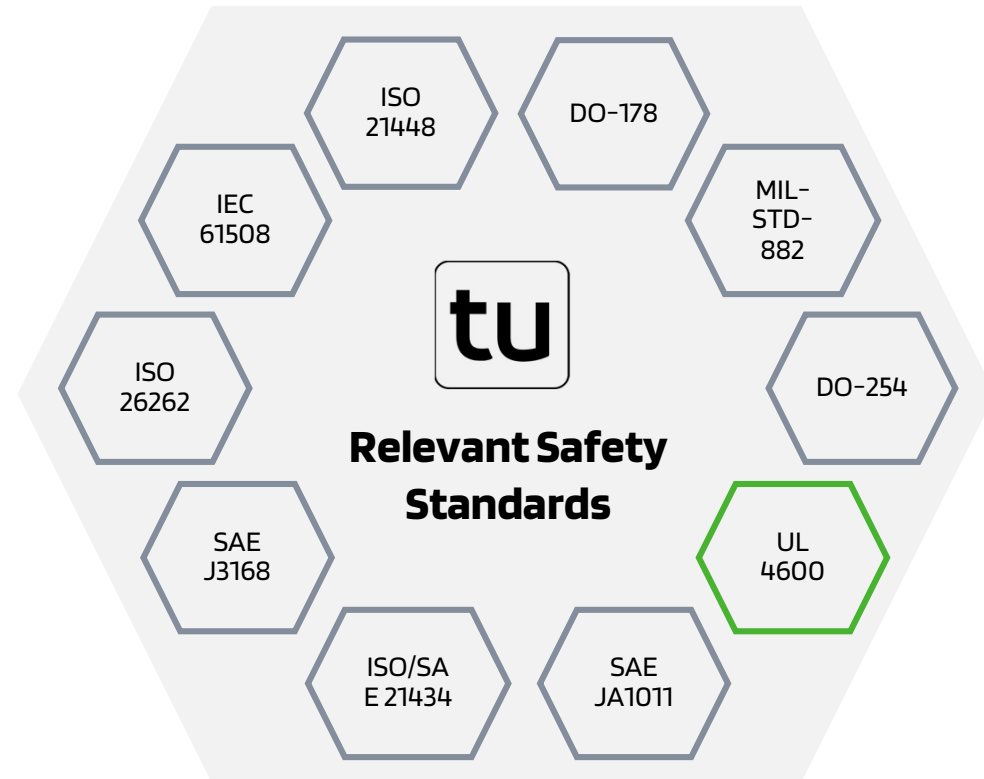 ISO
21448
DO-178
IEC
61508
MIL-
STD-
882
tu
ISO
26262
DO-254
Relevant Safety
Standards
SAE
J3168
UL
4600
ISO/SA
E 21434
SAE
JA1011